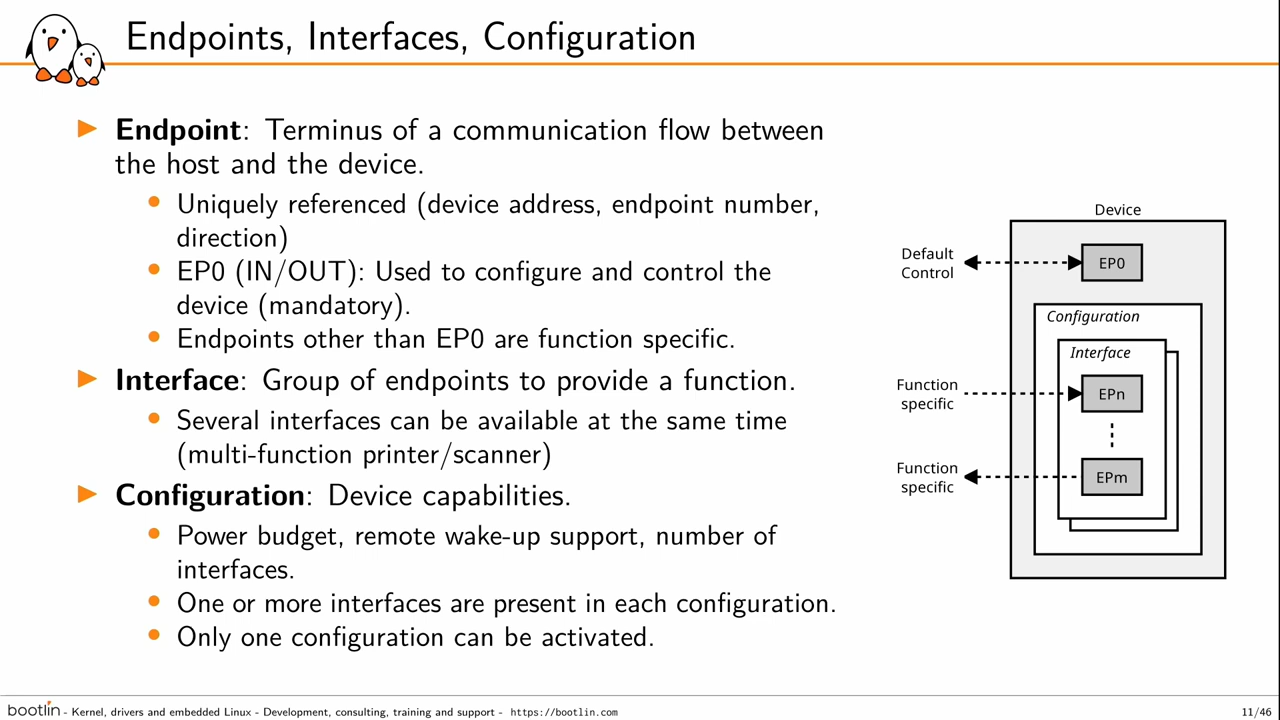 Endpoints, Interfaces, Configuration
Endpoint: Terminus of a communication flow between
the host and the device.
Uniquely referenced (device address, endpoint number,
direction)
EP0 (IN/OUT): Used to configure and control the
device (mandatory).
Endpoints other than EP0 are function specific.
Interface: Group of endpoints to provide a function.
Several interfaces can be available at the same time
(multi-function printer/scanner)
Configuration: Device capabilities.
Power budget, remote wake-up support, number of
interfaces.
One or more interfaces are present in each configuration.
Only one configuration can be activated.
Device
Default
Control
EP0
Configuration
Interface
Function
specific
EPn
Function
specific
EPm
bootlin - Kernel, drivers and embedded Linux - Development, consulting, training and support - https://bootlin.com
11/46